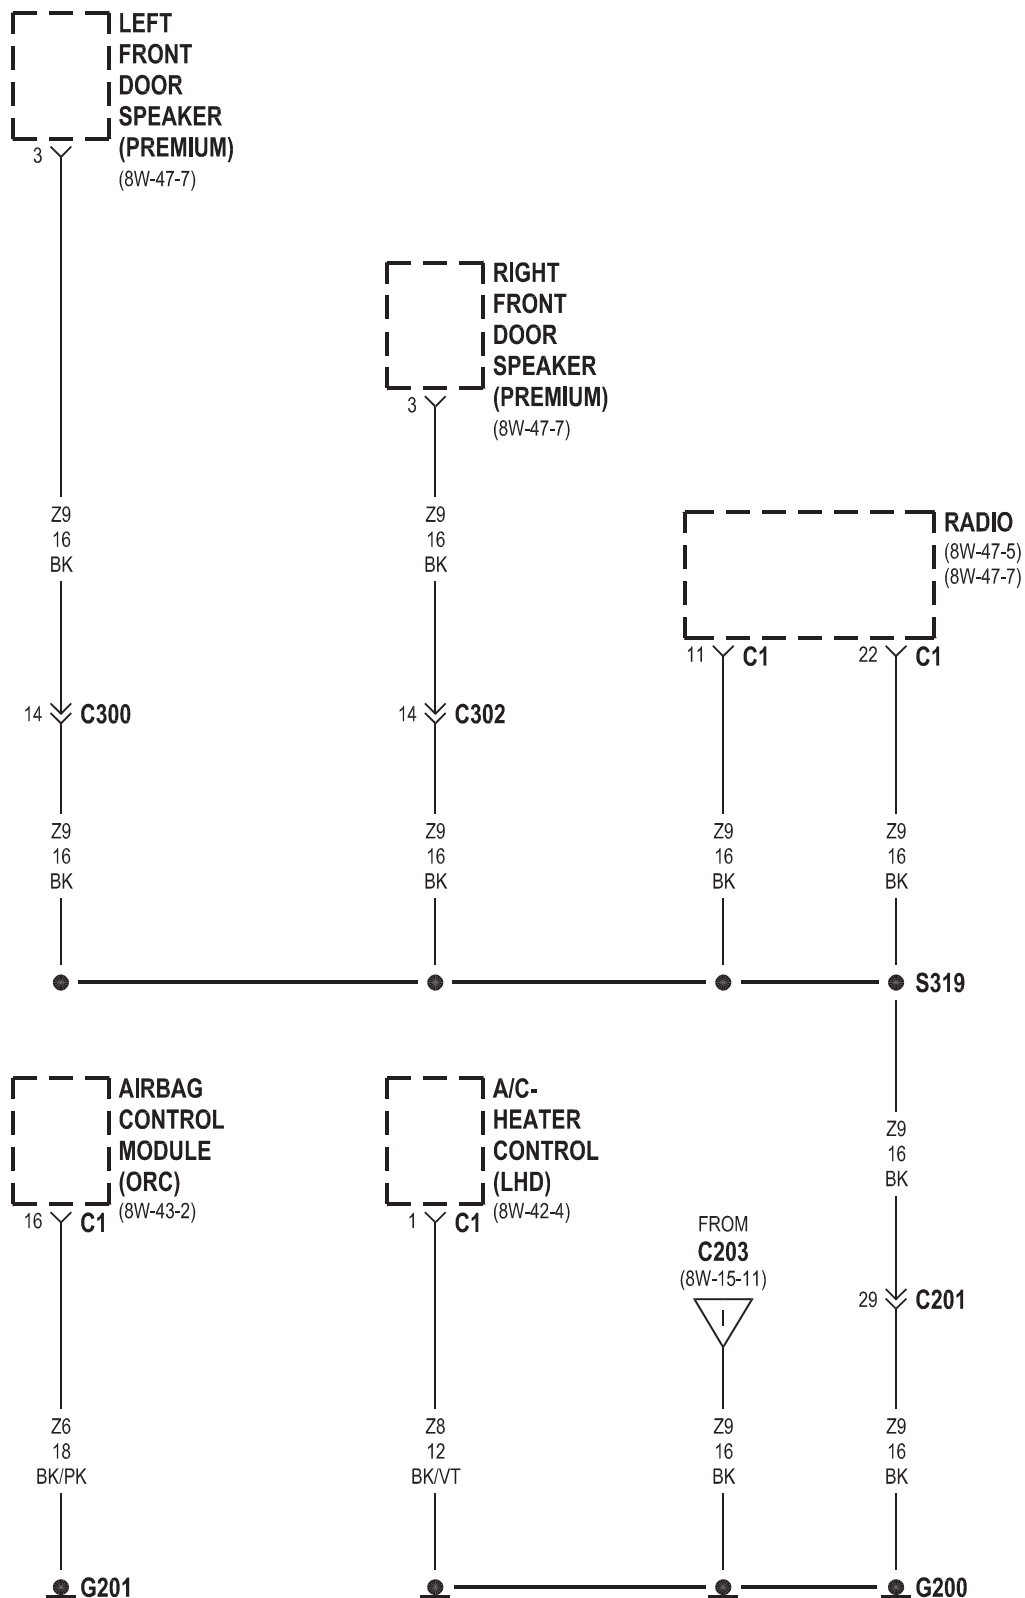 LEFT
FRONT
DOOR
SPEAKER
(PREMIUM)
(8W-47-7)
3
RIGHT
FRONT
DOOR
SPEAKER
(PREMIUM)
(8W-47-7)
3
RADIO
(8W-47-5)
(8W-47-7)
11
C1
22
C1
Z9
16
BK
Z9
16
BK
14
C300
14
C302
Z9
16
BK
Z9
16
BK
Z9
16
BK
Z9
16
BK
S319
AIRBAG
CONTROL
MODULE
(ORC)
(8W-43-2)
16
C1
A/C-
HEATER
CONTROL
(LHD)
(8W-42-4)
1
C1
Z9
16
BK
FROM
C203
(8W-15-11)
I
29
C201
Z6
18
BK/PK
Z8
12
BK/VT
Z9
16
BK
Z9
16
BK
G201
G200